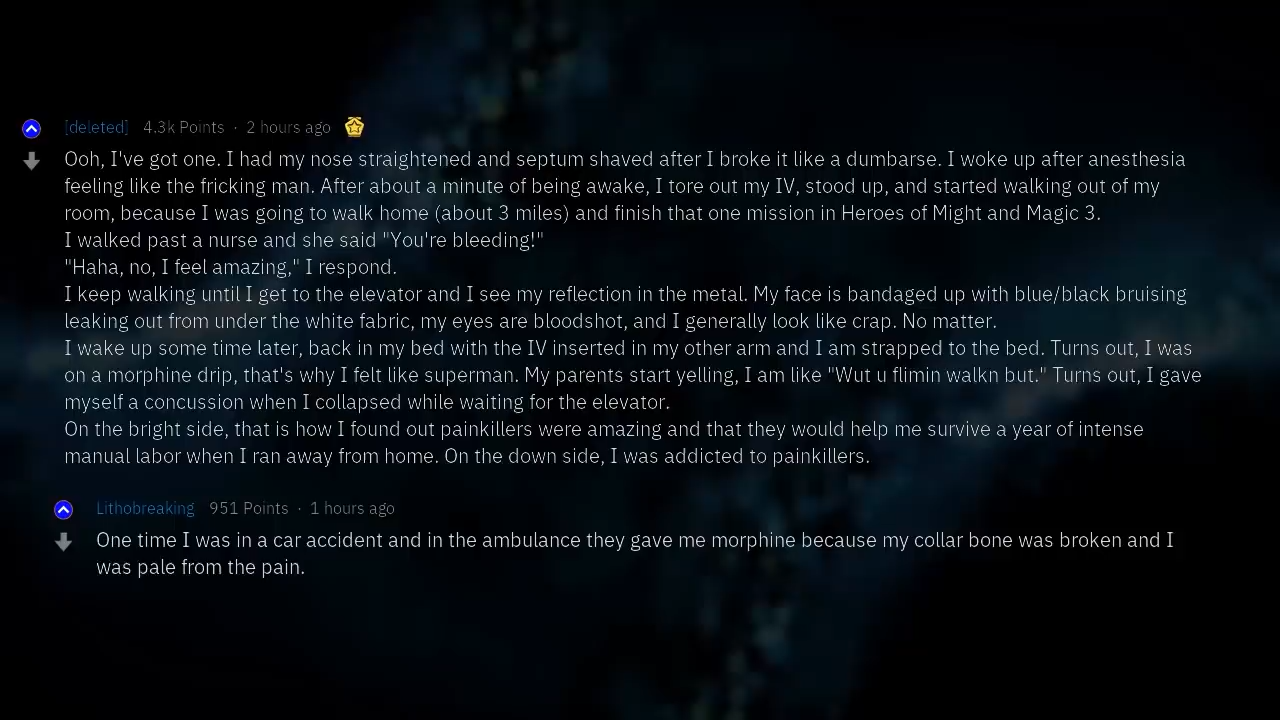 [deleted] 4.3k Points · 2 hours ago
Ooh, I've got one. I had my nose straightened and septum shaved after I broke it like a dumbarse. I woke up after anesthesia
feeling like the fricking man. After about a minute of being awake, I tore out my IV, stood up, and started walking out of my
room, because I was going to walk home (about 3 miles) and finish that one mission in Heroes of Might and Magic 3.
I walked past a nurse and she said "You're bleeding!"
"Haha, no, I feel amazing," I respond.
I keep walking until I get to the elevator and I see my reflection in the metal. My face is bandaged up with blue/black bruising
leaking out from under the white fabric, my eyes are bloodshot, and I generally look like crap. No matter.
I wake up some time later, back in my bed with the IV inserted in my other arm and I am strapped to the bed. Turns out, I was
on a morphine drip, that's why I felt like superman. My parents start yelling, I am like "Wut u flimin walkn but." Turns out, I gave
myself a concussion when I collapsed while waiting for the elevator.
On the bright side, that is how I found out painkillers were amazing and that they would help me survive a year of intense
manual labor when I ran away from home. On the down side, I was addicted to painkillers.
Lithobreaking 951 Points · 1 hours ago
One time I was in a car accident and in the ambulance they gave me morphine because my collar bone was broken and I
was pale from the pain.